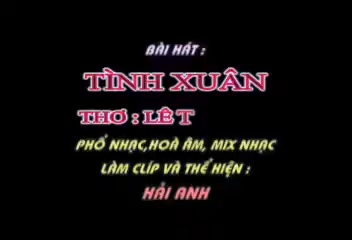 BÀI HÁT :
TÌNH XUÂN
THƠ : LÊ T
PHỔ NHẠC,HOÀ ÂM, MIX NHẠC
LÀM CLÍP VÀ THỂ HIỆN :
HẢI ANH